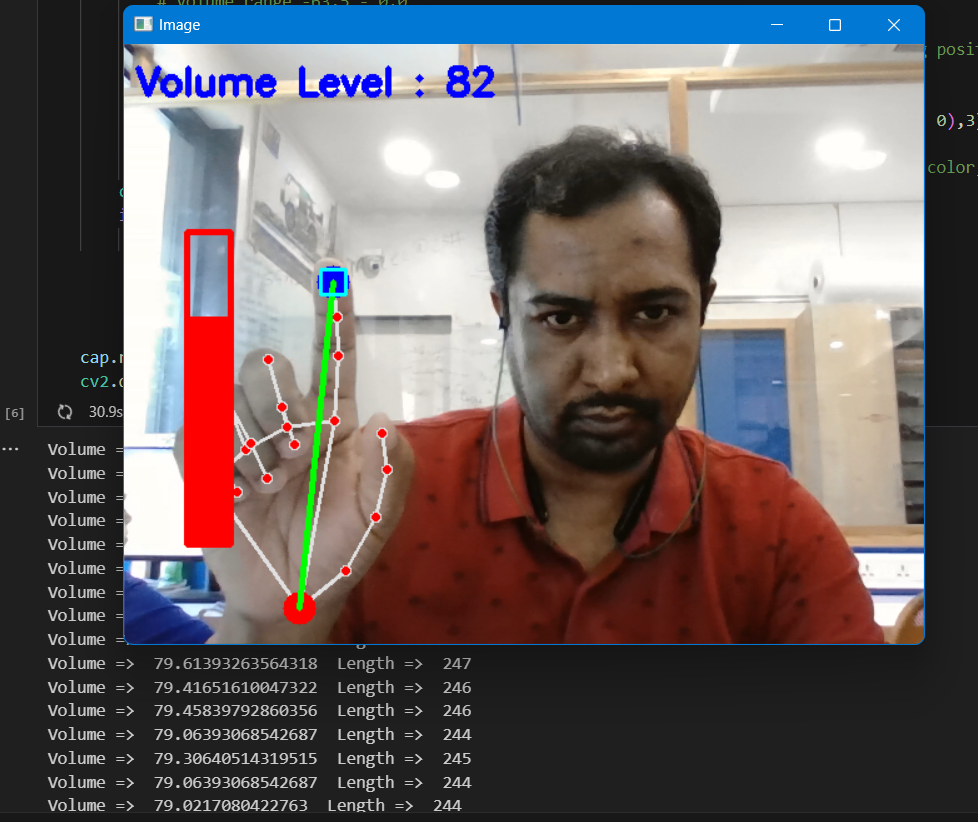 # Volume range -63.5 - 0.0
Image
posit
Volume Level : 82
0),3
color,
cap.r
cv2.d
[6] 30.9s
... Volume =
Volume =
Volume =
Volume =
Volume =
Volume =
Volume =
Volume =
Volume =
Volume => 79.61393263564318 Length => 247
Volume => 79.41651610047322 Length => 246
Volume => 79.45839792860356 Length => 246
Volume => 79.06393068542687 Length => 244
Volume => 79.30640514319515 Length => 245
Volume => 79.06393068542687 Length => 244
Volume => 79.0217080422763 Length => 244